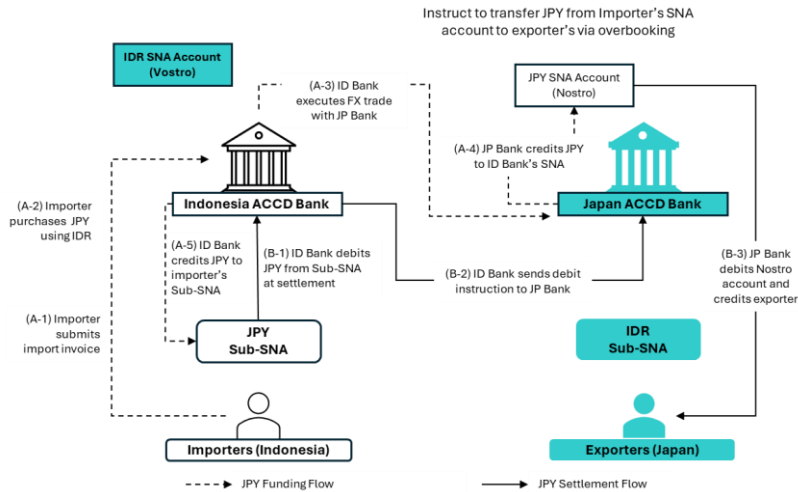 Instruct to transfer JPY from Importer's SNA
account to exporter's via overbooking
IDR SNA Account
(Vostro)
(A-3) ID Bank
executes FX trade
with JP Bank
JPY SNA Account
(Nostro)
(A-4) JP Bank credits JPY
to ID Bank's SNA
(A-2) Importer
purchases JPY
using IDR
Indonesia ACCD Bank
Japan ACCD Bank
(A-5) ID Bank
credits JPY to
importer's
Sub-SNA
(B-1) ID Bank debits
JPY from Sub-SNA
at settlement
(B-2) ID Bank sends debit
instruction to JP Bank
(B-3) JP Bank
debits Nostro
account and
credits exporter
(A-1) Importer
submits
import invoice
JPY
Sub-SNA
IDR
Sub-SNA
Importers (Indonesia)
Exporters (Japan)
JPY Funding Flow
JPY Settlement Flow